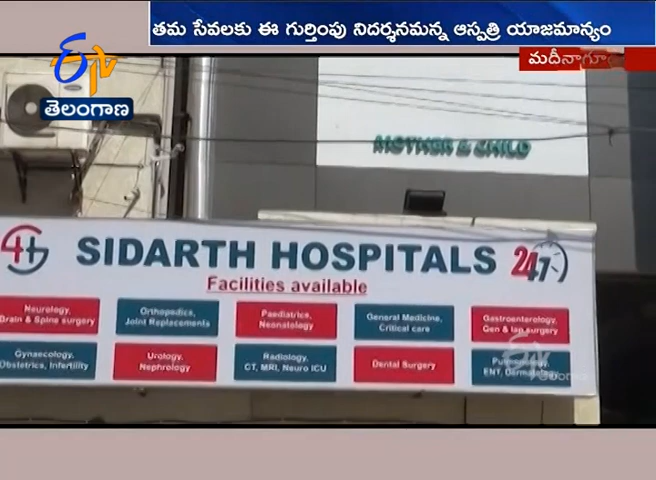 తమ సేవలకు ఈ గుర్తింపు నిదర్శనమన్న ఆస్పత్రి యాజమాన్యం
ETV
తెలంగాణ
MOTHER & CHILD
SIDARTH HOSPITALS
24*7
Facilities available
Neurology,
Brain & Spine surgery
Orthopedics,
Joint Replacements
Paediatrics,
Neonatology
General Medicine,
Critical care
Gastroenterology,
Gen & lap.surgery
Gynaecology,
Obstetrics, Infertility
Urology,
Nephrology
Radiology,
CT, MRI, Neuro ICU
Dental Surgery
ENT,